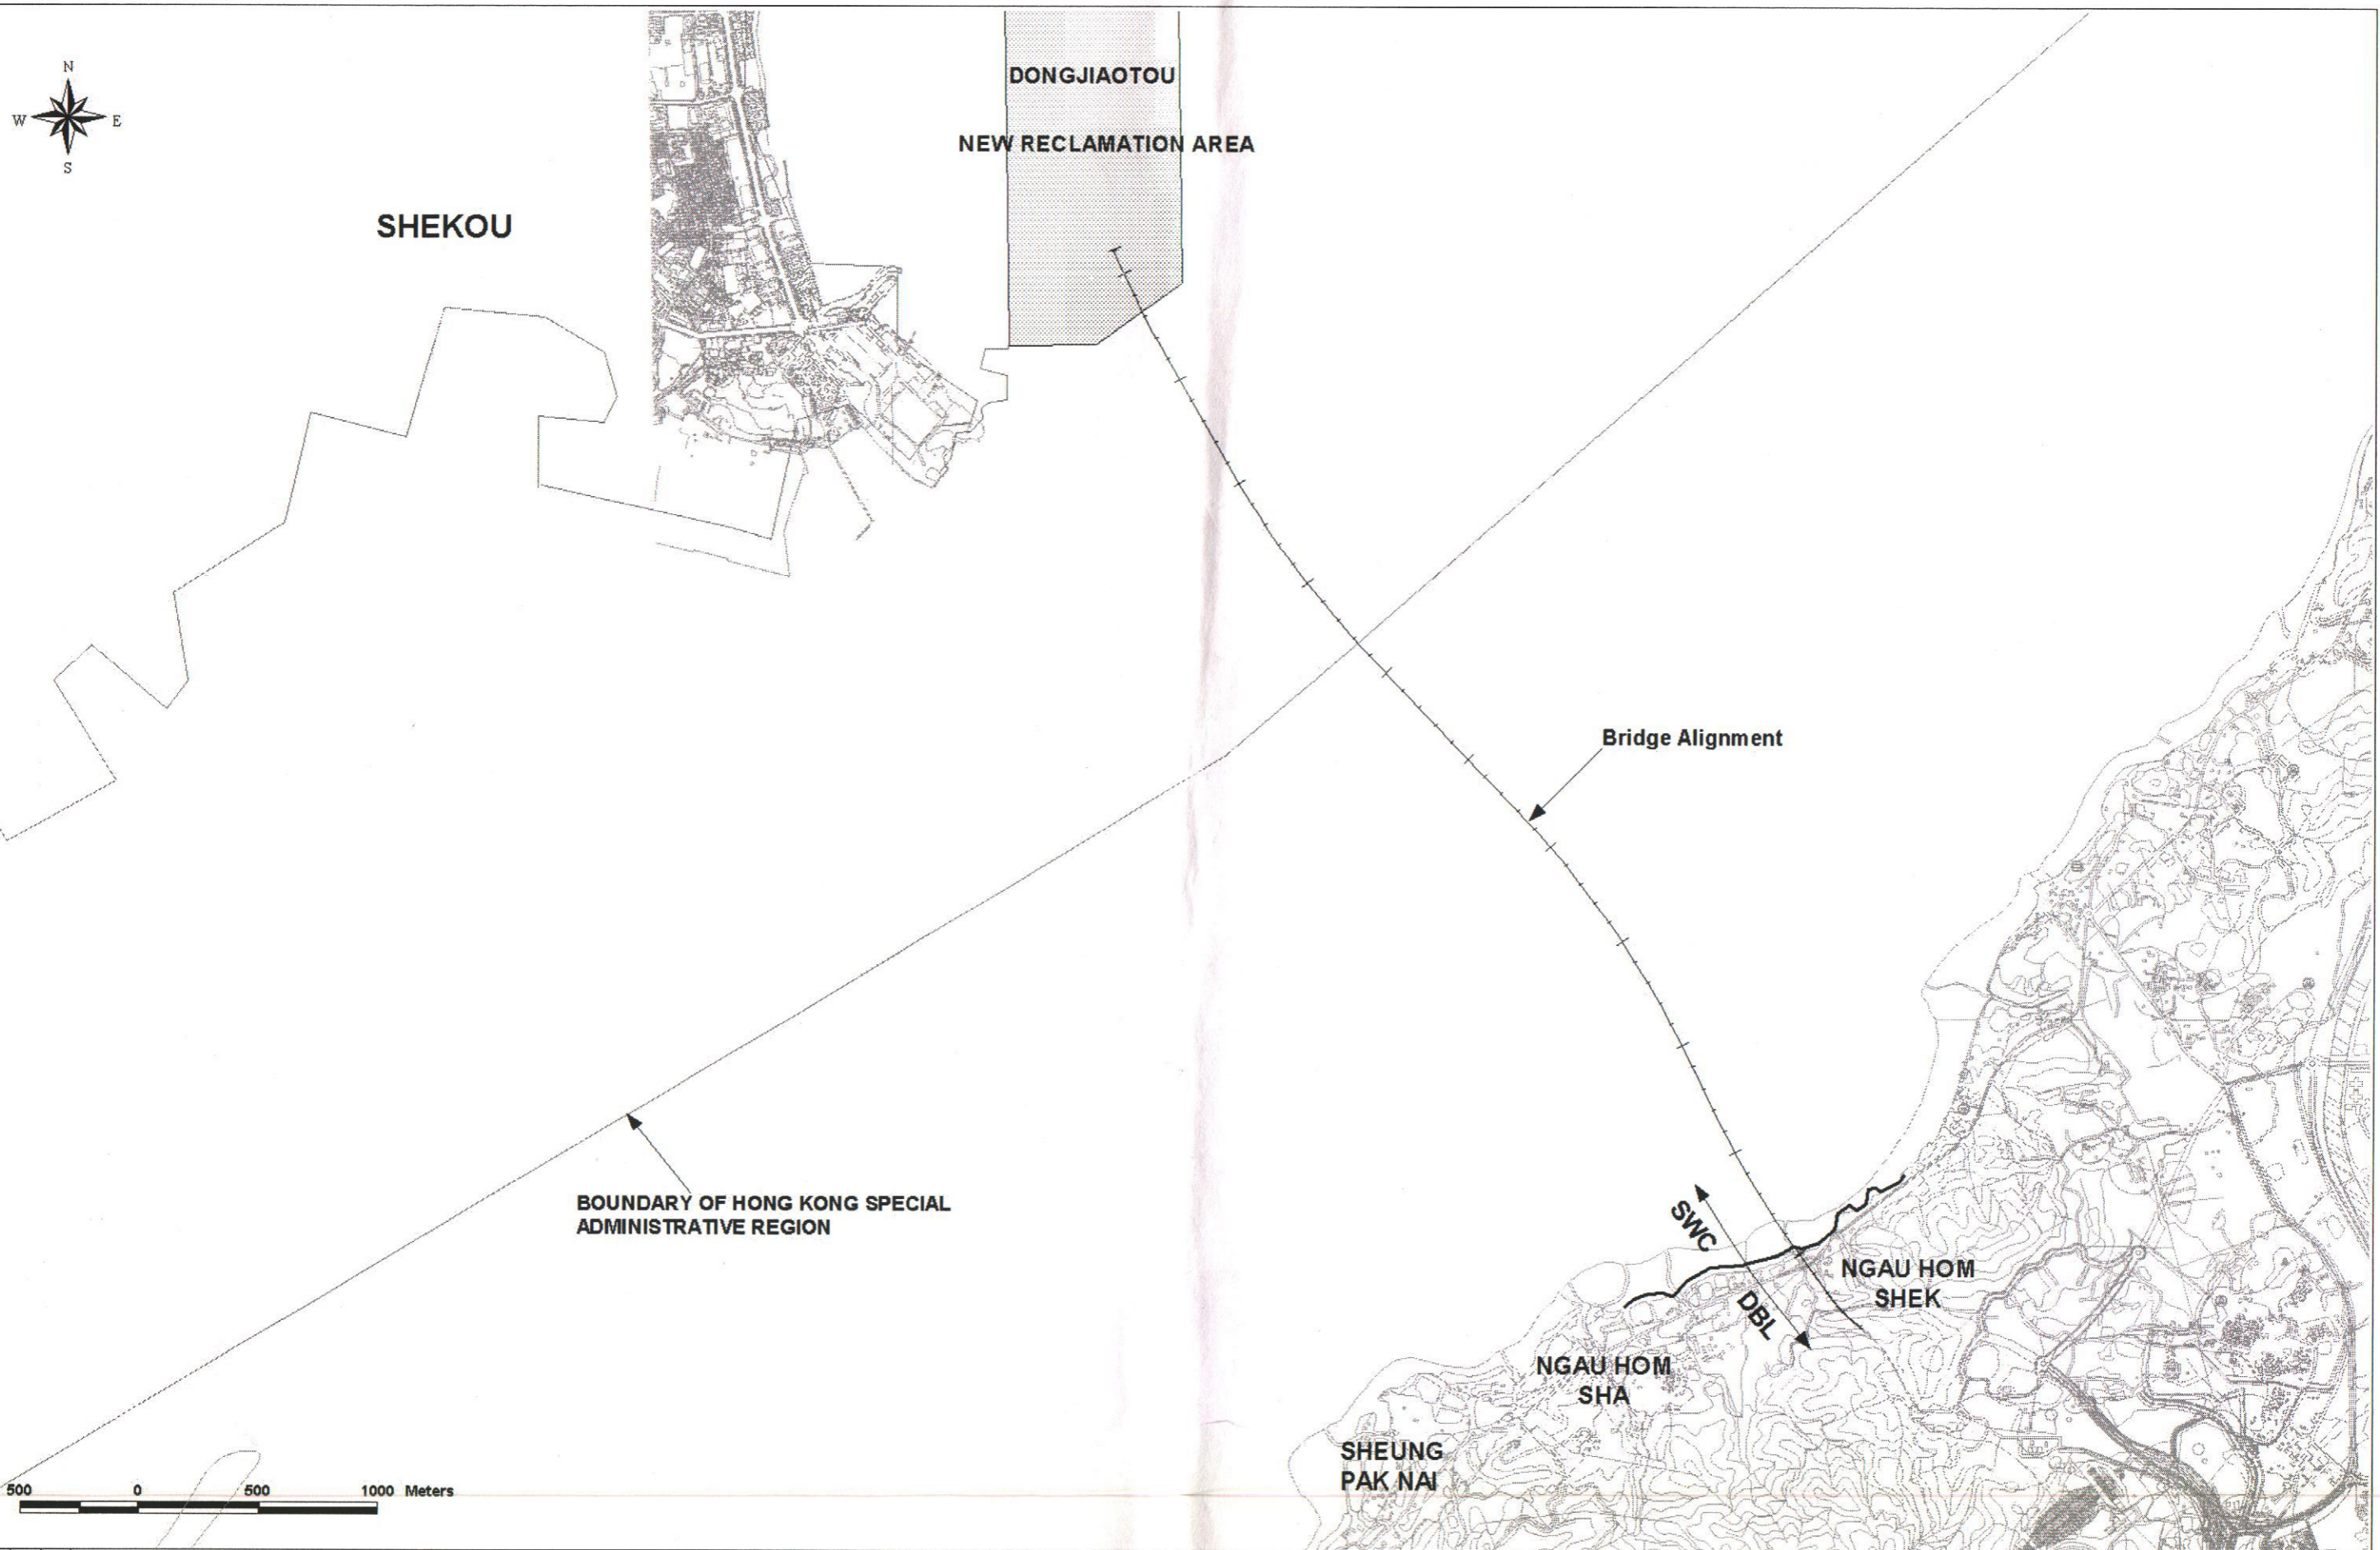 N
W E
S
SHEKOU
DONGJIAOTOU
NEW RECLAMATION AREA
Bridge Alignment
BOUNDARY OF HONG KONG SPECIAL
ADMINISTRATIVE REGION
SWC
DBL
NGAU HOM
SHEK
NGAU HOM
SHA
SHEUNG
PAK NAI
500 0 500 1000 Meters